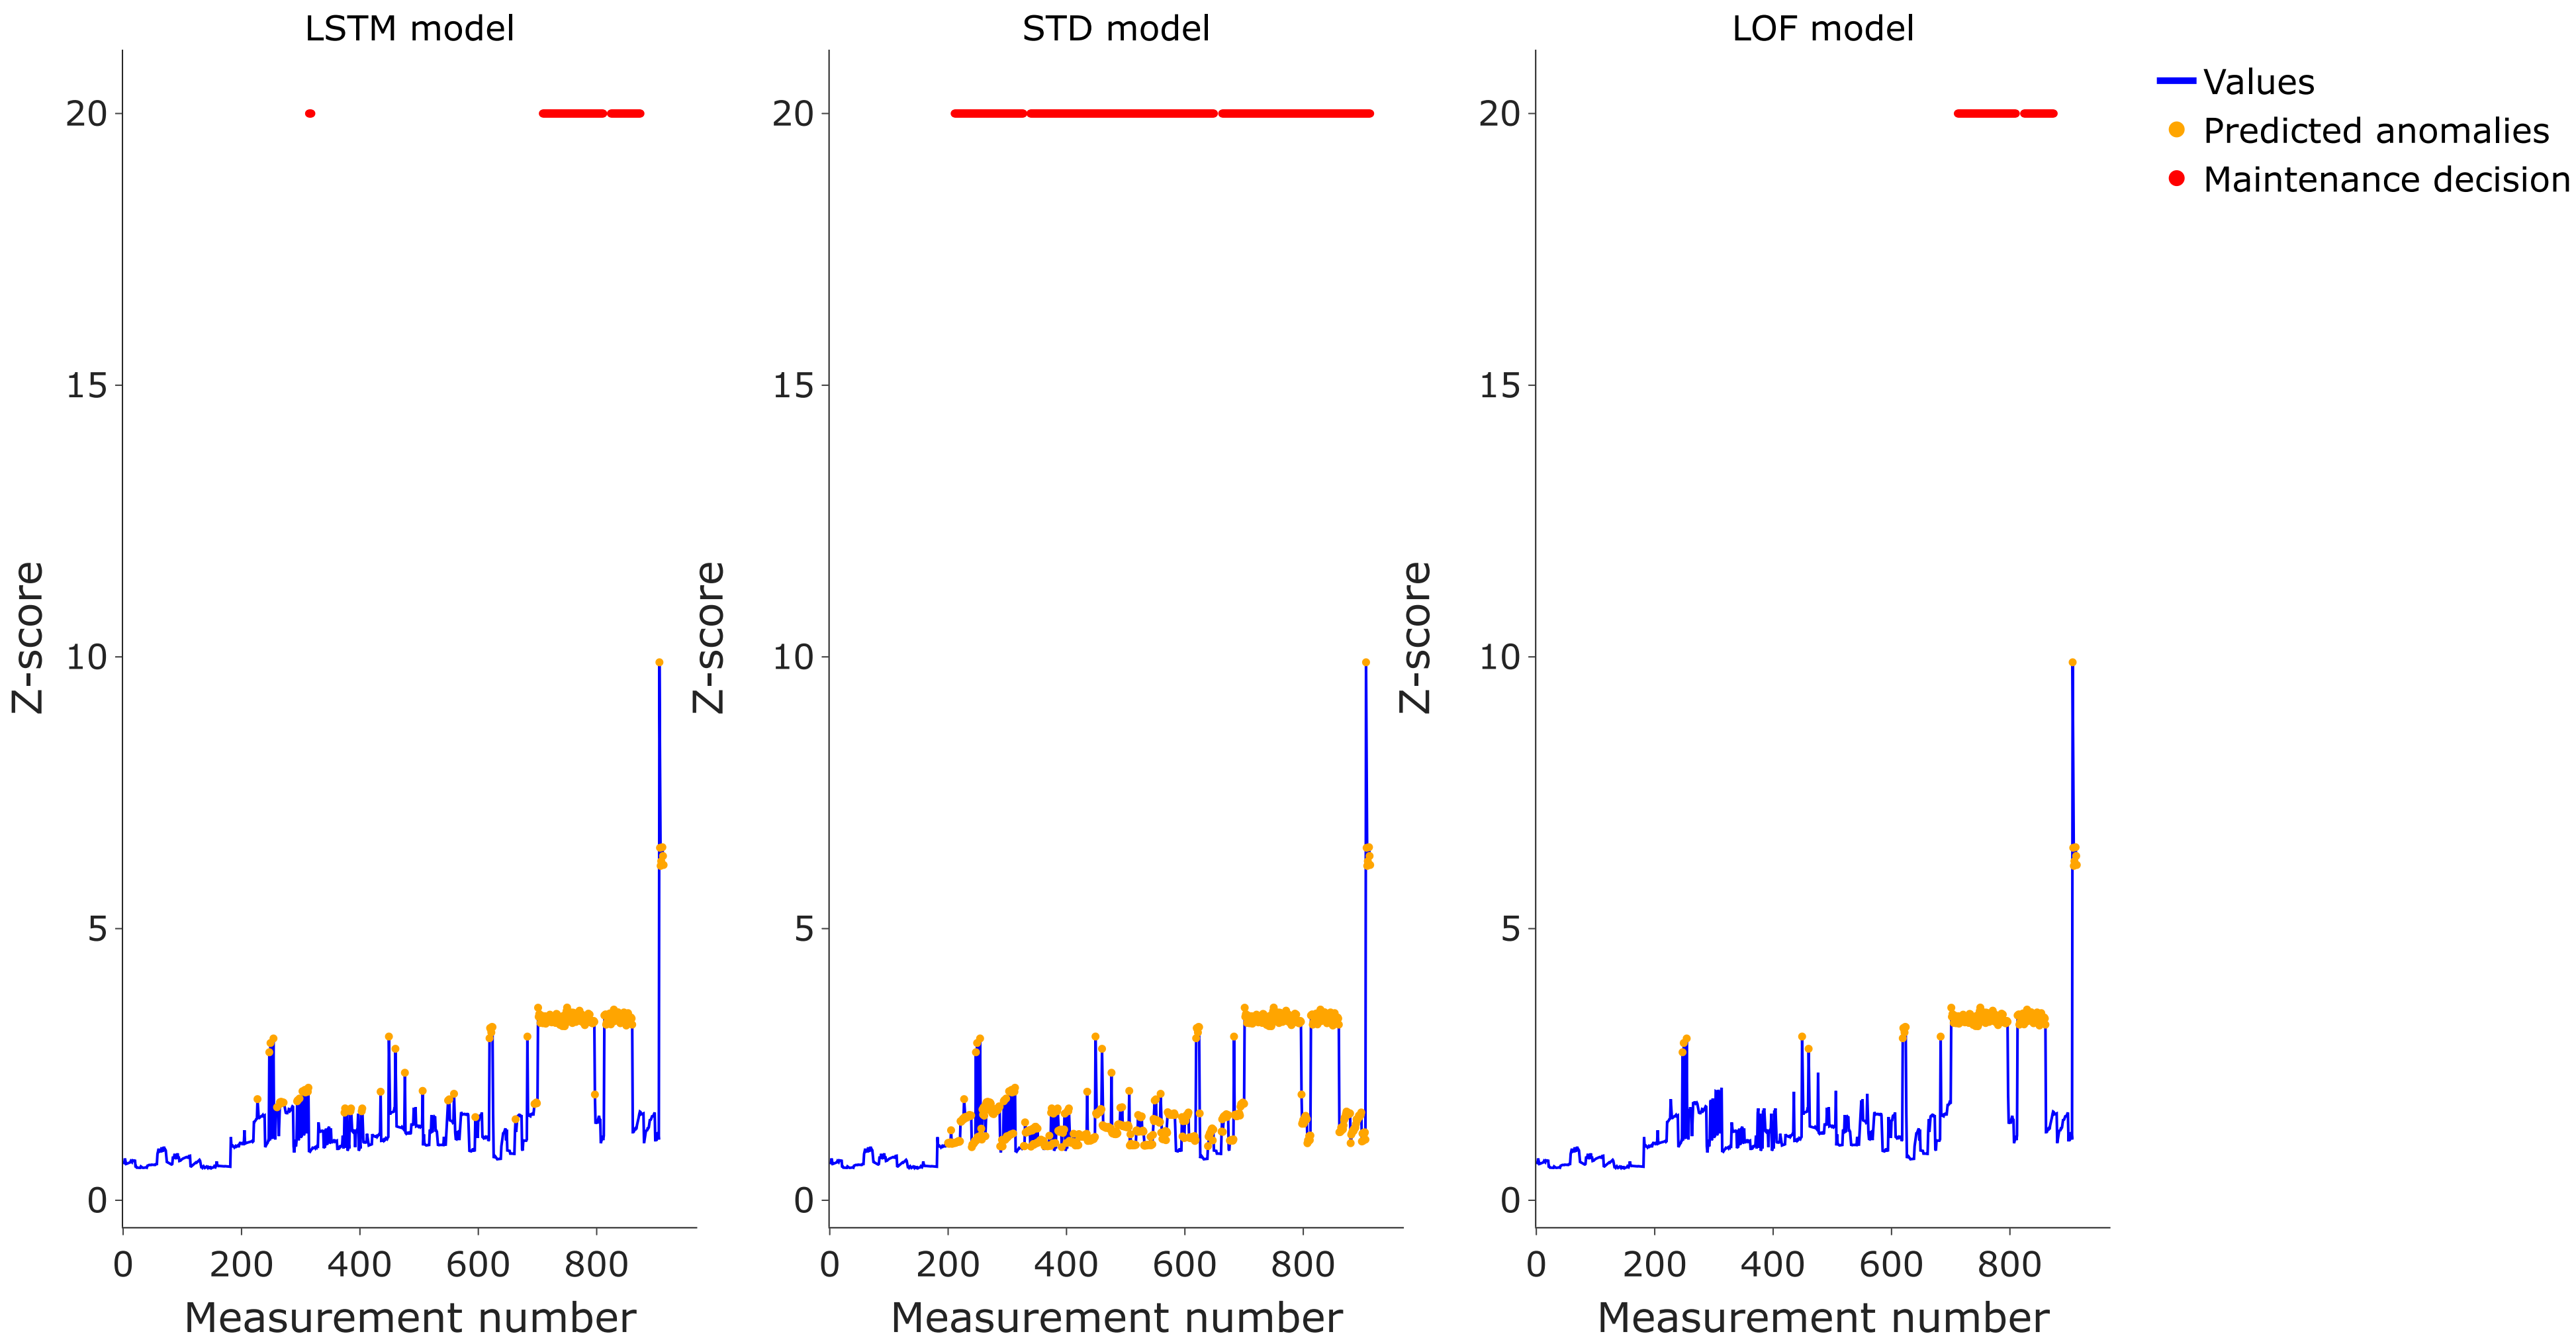 LSTM model
STD model
LOF model
Values
Predicted anomalies
Maintenance decision
20
15
10
5
0
Z-score
0 200 400 600 800
Measurement number
20
15
10
5
0
Z-score
0 200 400 600 800
Measurement number
20
15
10
5
0
Z-score
0 200 400 600 800
Measurement number